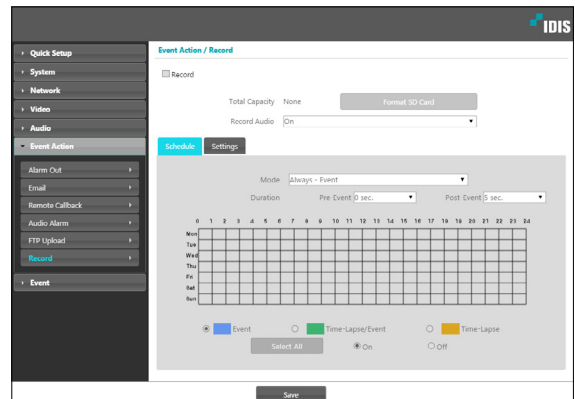 IDIS
Quick Setup
System
Network
Video
Audio
Event Action
Alarm Out
Email
Remote Callback
Audio Alarm
FTP Upload
Record
Event
Event Action / Record
Record
Total Capacity None Format SD Card
Record Audio On
Schedule Settings
Mode Always - Event
Duration Pre Event 0 sec. Post Event 5 sec.
0 1 2 3 4 5 6 7 8 9 10 11 12 13 14 15 16 17 18 19 20 21 22 23 24
Mon
Tue
Wed
Thu
Fri
Sat
Sun
Event Time-Lapse/Event Time-Lapse
Select All On Off
Save